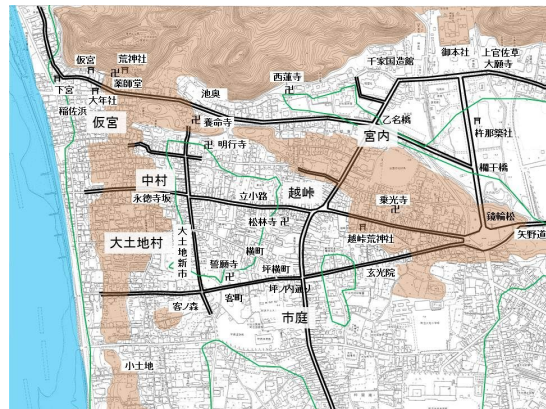 仮宮
荒神社
薬師堂
下宮
大年社
稲佐浜
仮宮
池奥
西蓮寺
千家国造館
御本社
上官佐草
大願寺
養命寺
乙名橋
宮内
杵那築社
明行寺
中村
越峠
欄干橋
永徳寺坂
立小路
乗光寺
松林寺
鏡輪松
矢野道
大土地村
大土地新市
横町
越峠荒神社
誓願寺
坪横町
玄光院
坪ノ内通り
客町
客ノ森
市庭
小土地